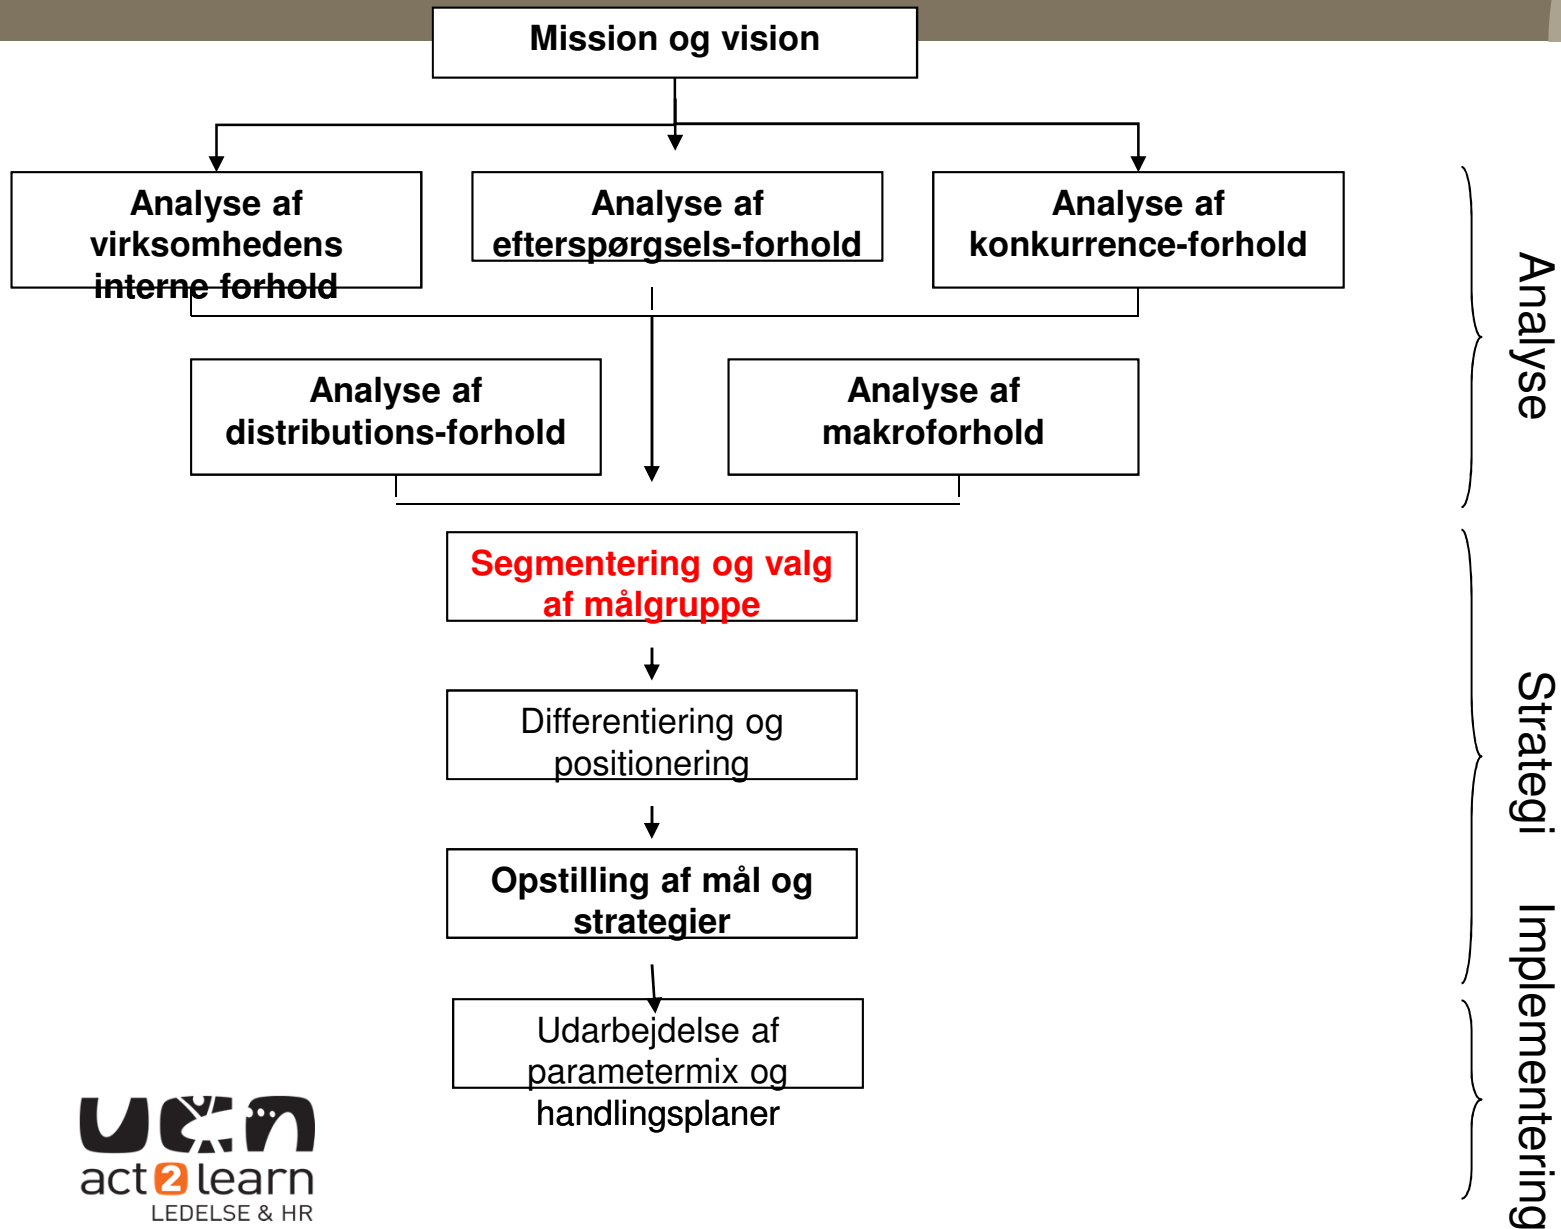 Mission og vision
Analyse af
virksomhedens
interne forhold
Analyse af
efterspørgsels-forhold
Analyse af
konkurrence-forhold
Analyse af
distributions-forhold
Analyse af
makroforhold
Analyse
Segmentering og valg
af målgruppe
Differentiering og
positionering
Opstilling af mål og
strategier
Strategi
Udarbejdelse af
parametermix og
handlingsplaner
Implementering
ucn
act2learn
LEDELSE & HR